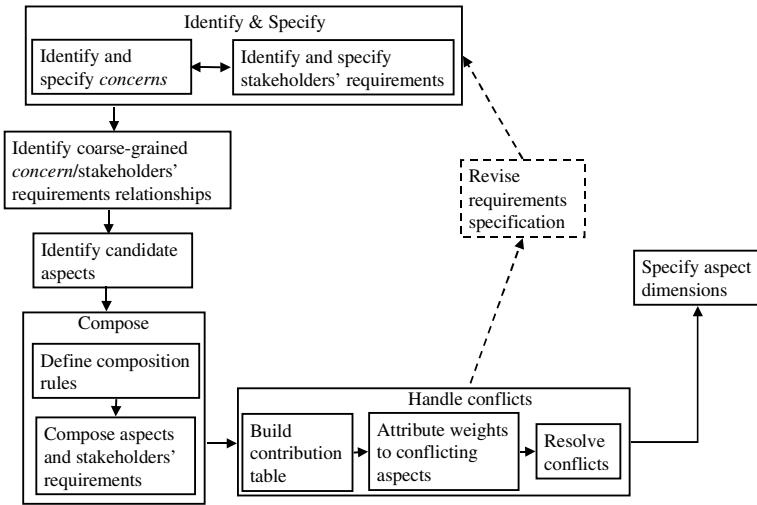 Identify & Specify
Identify and
specify concerns
Identify and specify
stakeholders' requirements
Identify coarse-grained
concern/stakeholders'
requirements relationships
Revise
requirements
specification
Identify candidate
aspects
Specify aspect
dimensions
Compose
Define composition
rules
Compose aspects
and stakeholders'
requirements
Handle conflicts
Build
contribution
table
Attribute weights
to conflicting
aspects
Resolve
conflicts